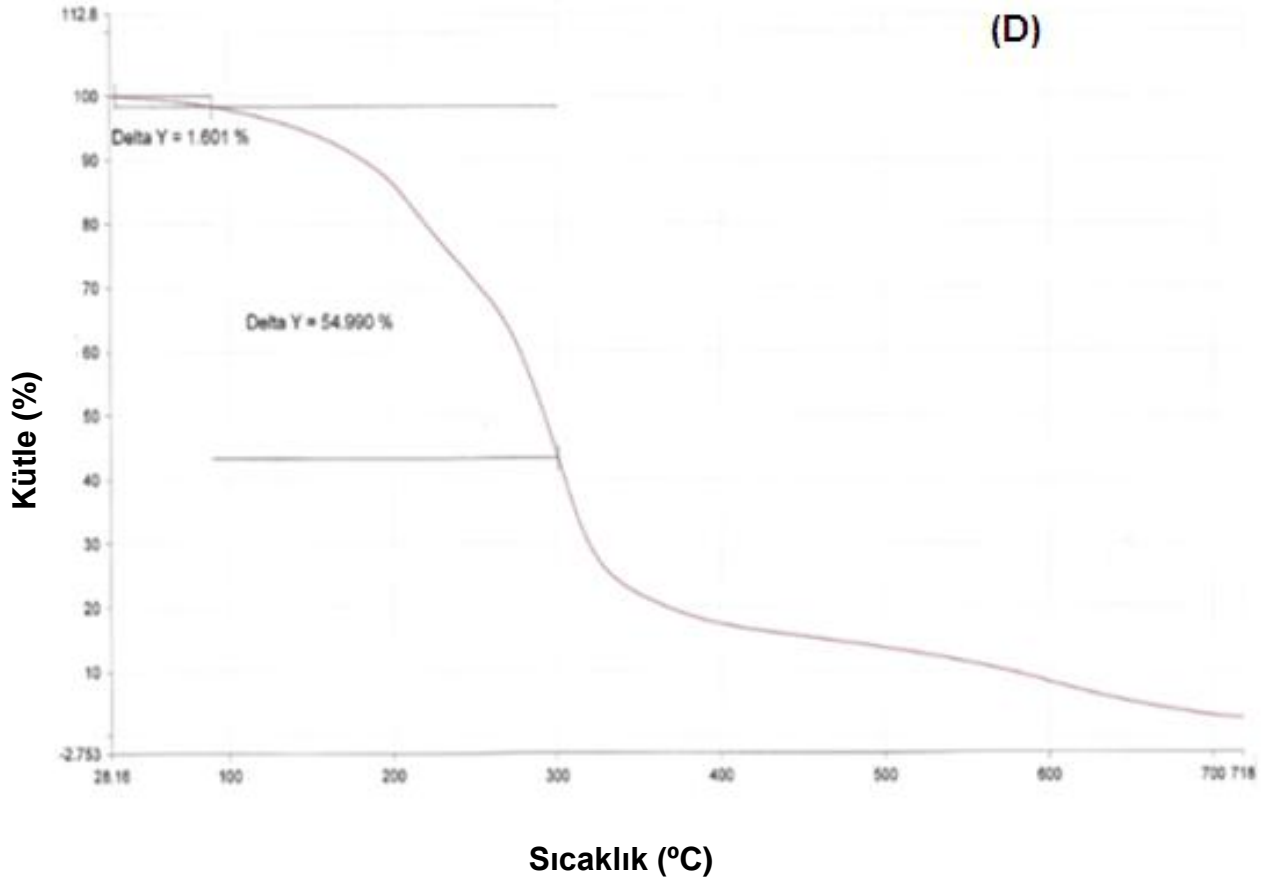 112.8
(D)
100
Delta Y = 1.601 %
90
80
70
Delta Y = 54.990 %
60
50
40
30
20
10
-2.753
28.16 100 200 300 400 500 600 700 718
Kütle (%)
Sıcaklık (ºC)